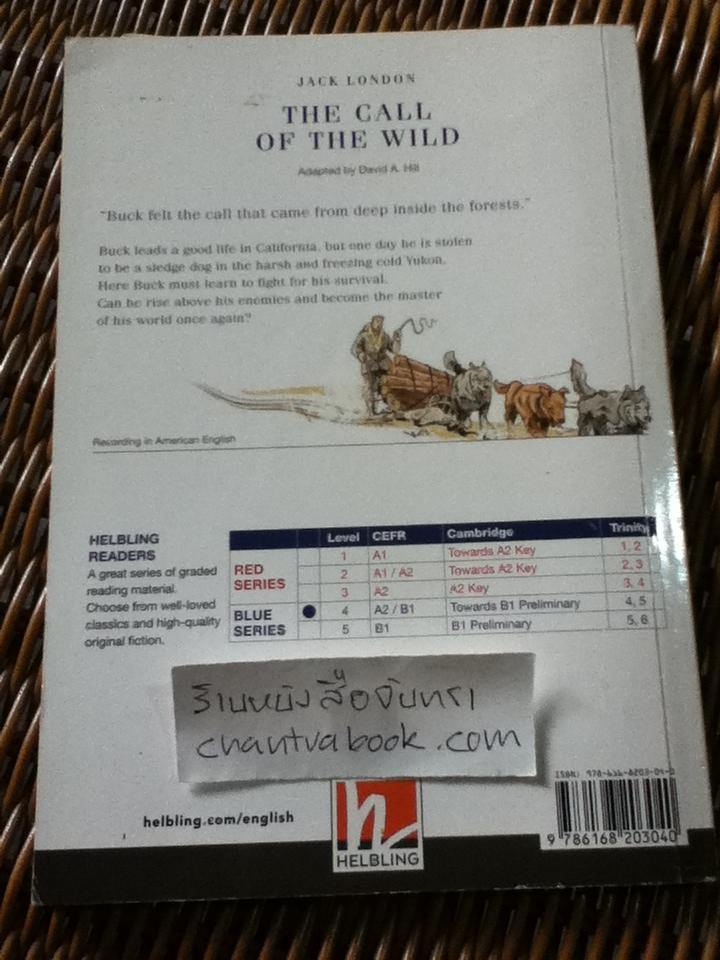 JACK LONDON
THE CALL
OF THE WILD
Adapted by David A. Hill
"Buck felt the call that came from deep inside the forests."
Buck leads a good life in California, but one day he is stolen
to be a sledge dog in the harsh and freezing cold Yukon.
Here Buck must learn to fight for his survival.
Can he rise above his enemies and become the master
of his world once again?
Recording in American English
HELBLING
READERS
A great series of graded
reading material.
Choose from well-loved
classics and high-quality
original fiction.
Level CEFR Cambridge Trinity
RED
SERIES
1 A1 Towards A2 Key 1, 2
2 A1 / A2 Towards A2 Key 2, 3
3 A2 A2 Key 3, 4
BLUE
SERIES
4 A2 / B1 Towards B1 Preliminary 4, 5
5 B1 B1 Preliminary 5, 6
ร้านหนังสือจันทรา
chantrabook.com
helbling.com/english
HELBLING
ISBN: 978-616-8203-04-0
9 786168 203040